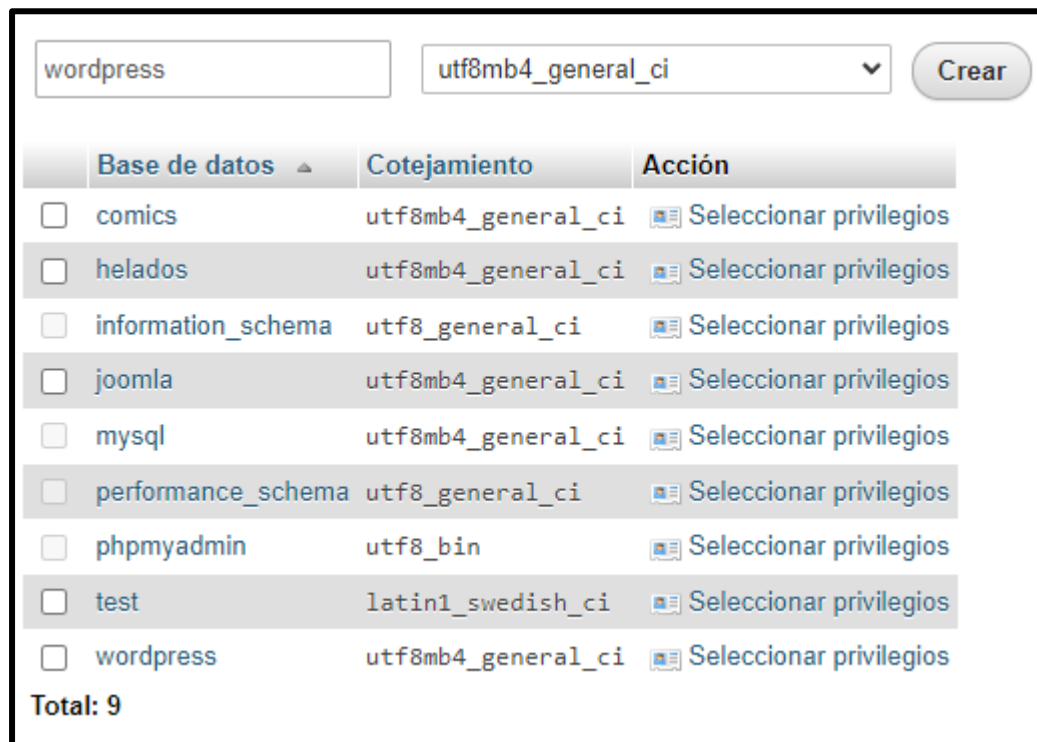 wordpress utf8mb4_general_ci Crear
Base de datos Cotejamiento Acción
comics utf8mb4_general_ci Seleccionar privilegios
helados utf8mb4_general_ci Seleccionar privilegios
information_schema utf8_general_ci Seleccionar privilegios
joomla utf8mb4_general_ci Seleccionar privilegios
mysql utf8mb4_general_ci Seleccionar privilegios
performance_schema utf8_general_ci Seleccionar privilegios
phpmyadmin utf8_bin Seleccionar privilegios
test latin1_swedish_ci Seleccionar privilegios
wordpress utf8mb4_general_ci Seleccionar privilegios
Total: 9